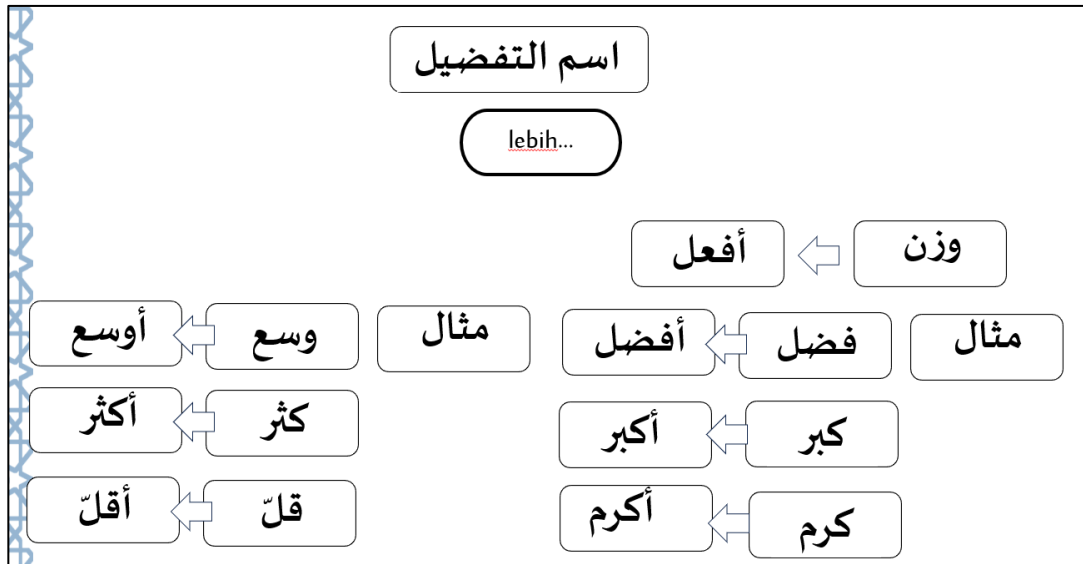 اسم التفضيل
lebih...
وزن أفعل
مثال فضل أفضل مثال وسع أوسع
كبر أكبر كثر أكثر
كرم أكرم قلّ أقلّ